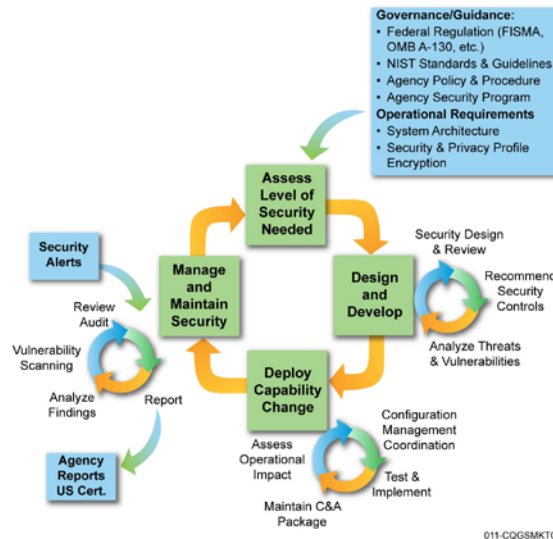 Governance/Guidance:
• Federal Regulation (FISMA,
OMB A-130, etc.)
• NIST Standards & Guidelines
• Agency Policy & Procedure
• Agency Security Program
Operational Requirements
• System Architecture
• Security & Privacy Profile
Encryption
Assess
Level of
Security
Needed
Security
Alerts
Manage and
Maintain
Security
Design
and
Develop
Security Design
& Review
Recommend
Security
Controls
Analyze Threats
& Vulnerabilities
Review
Audit
Vulnerability
Scanning
Analyze
Findings
Report
Deploy
Capability
Change
Agency
Reports
US Cert.
Assess
Operational
Impact
Configuration
Management
Coordination
Test &
Implement
Maintain C&A
Package